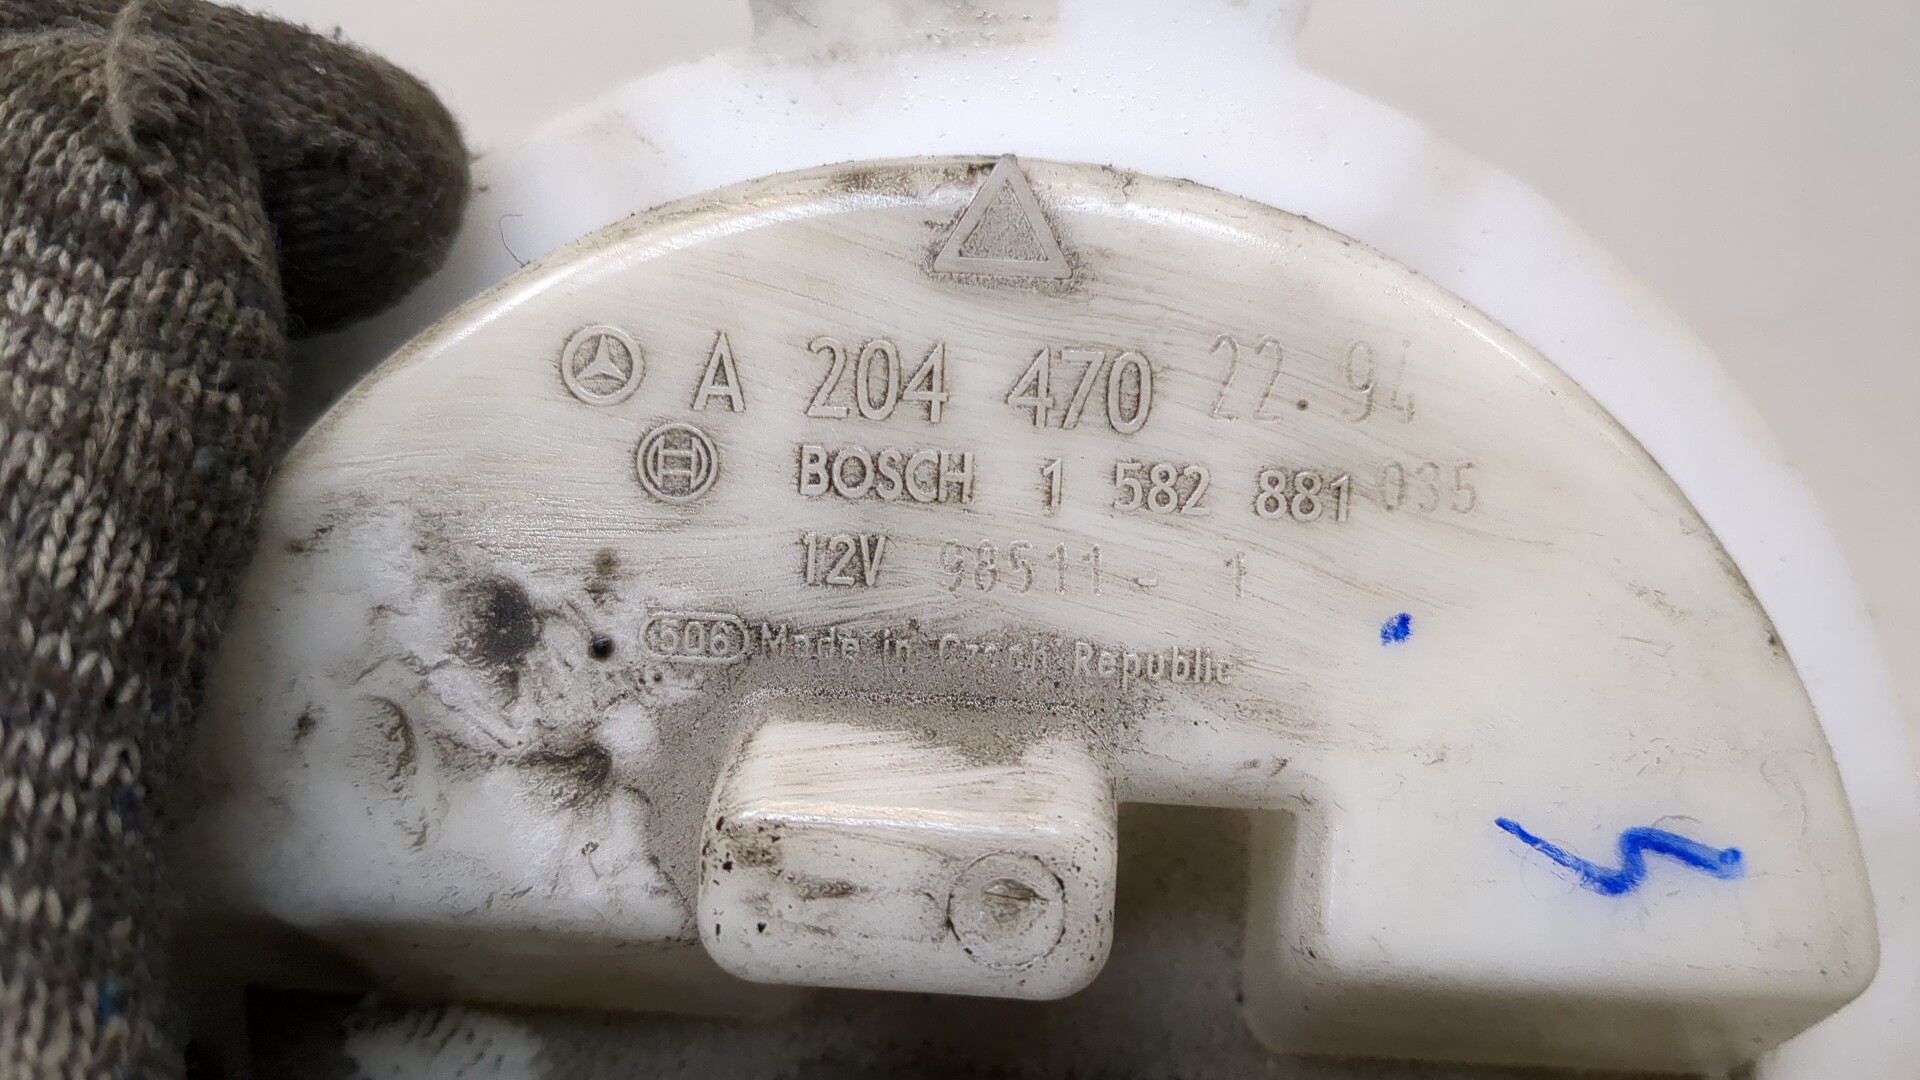 A 204 470 22 94
BOSCH 1 582 881 035
12V 98511 - 1
506 Made in Czech Republic